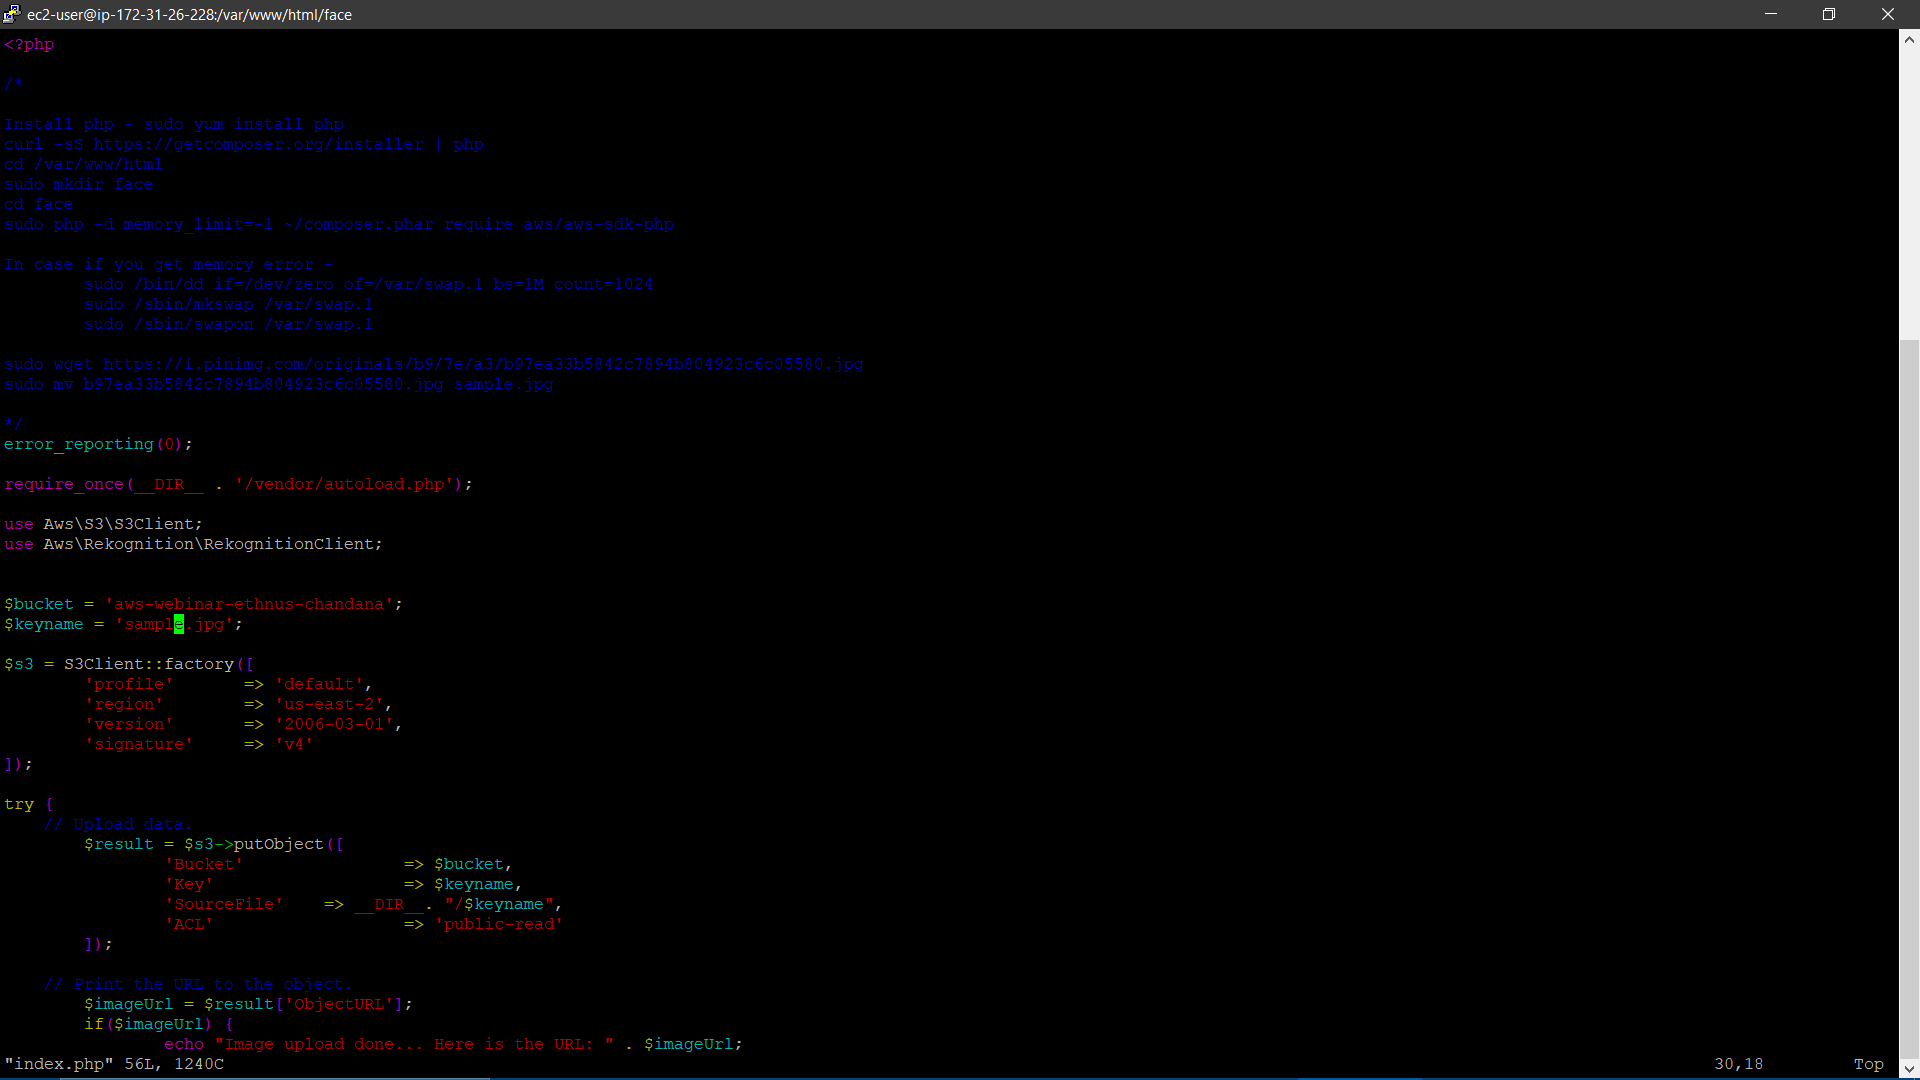 ec2-user@ip-172-31-26-228:/var/www/html/face
<?php
/*
Install php - sudo yum install php
curl -sS https://getcomposer.org/installer | php
cd /var/www/html
sudo mkdir face
cd face
sudo php -d memory_limit=-1 ~/composer.phar require aws/aws-sdk-php
In case if you get memory error -
sudo /bin/dd if=/dev/zero of=/var/swap.1 bs=1M count=1024
sudo /sbin/mkswap /var/swap.1
sudo /sbin/swapon /var/swap.1
sudo wget https://i.pinimg.com/originals/b9/7e/a3/b97ea33b5842c7894b804923c6c05580.jpg
sudo mv b97ea33b5842c7894b804923c6c05580.jpg sample.jpg
*/
error_reporting(0);
require_once(__DIR__ . '/vendor/autoload.php');
use Aws\S3\S3Client;
use Aws\Rekognition\RekognitionClient;
$bucket = 'aws-webinar-ethnus-chandana';
$keyname = 'sample.jpg';
$s3 = S3Client::factory([
'profile' => 'default',
'region' => 'us-east-2',
'version' => '2006-03-01',
'signature' => 'v4'
]);
try {
// Upload data.
$result = $s3->putObject([
'Bucket' => $bucket,
'Key' => $keyname,
'SourceFile' => __DIR__. "/$keyname",
'ACL' => 'public-read'
]);
// Print the URL to the object.
$imageUrl = $result['ObjectURL'];
if($imageUrl) {
echo "Image upload done... Here is the URL: " . $imageUrl;
"index.php" 56L, 1240C 30,18 Top